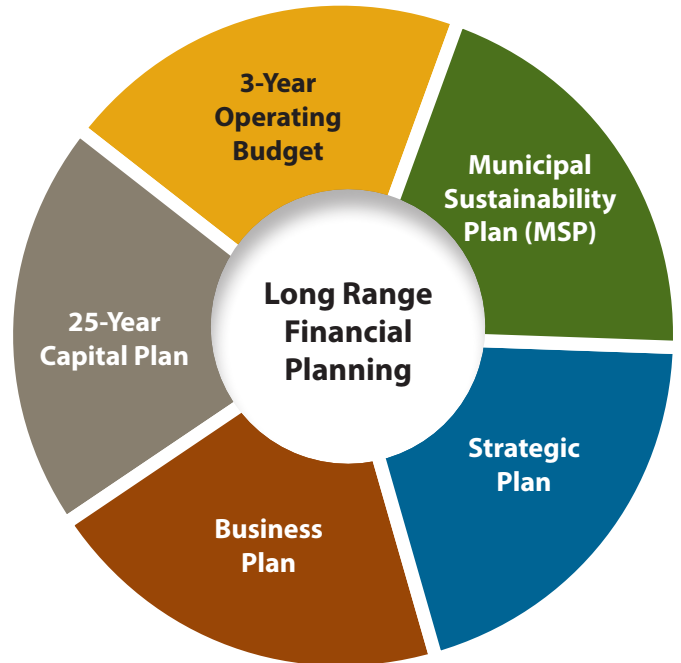 3-Year
Operating
Budget
Municipal
Sustainability
Plan (MSP)
Long Range
Financial
Planning
25-Year
Capital Plan
Strategic
Plan
Business
Plan